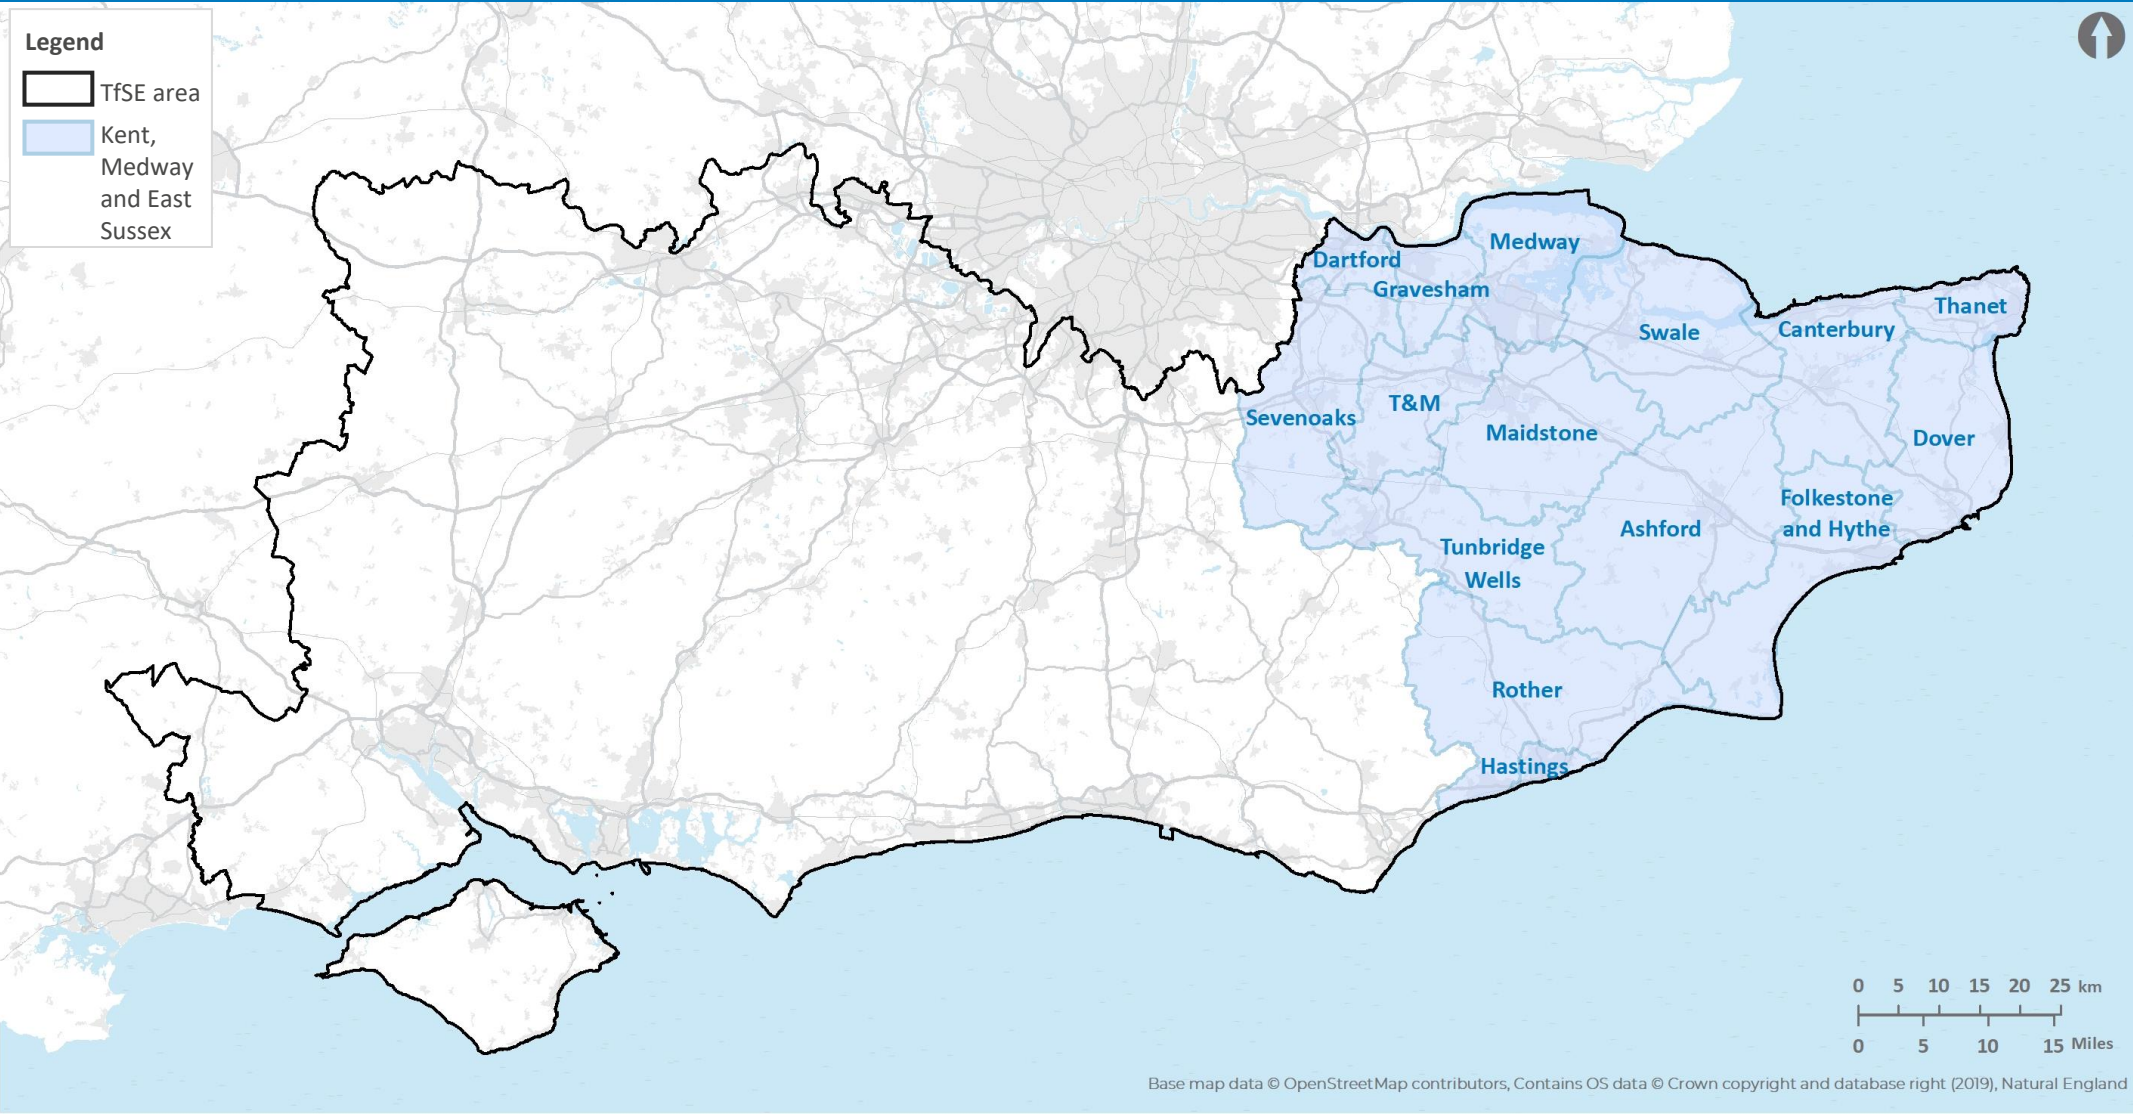 Legend
TfSE area
Kent,
Medway
and East
Sussex
Medway
Dartford
Gravesham
Thanet
Swale
Canterbury
Sevenoaks
T&M
Maidstone
Dover
Folkestone
and Hythe
Ashford
Tunbridge
Wells
Rother
Hastings
0 5 10 15 20 25 km
0 5 10 15 Miles
Base map data © OpenStreetMap contributors, Contains OS data © Crown copyright and database right (2019), Natural England